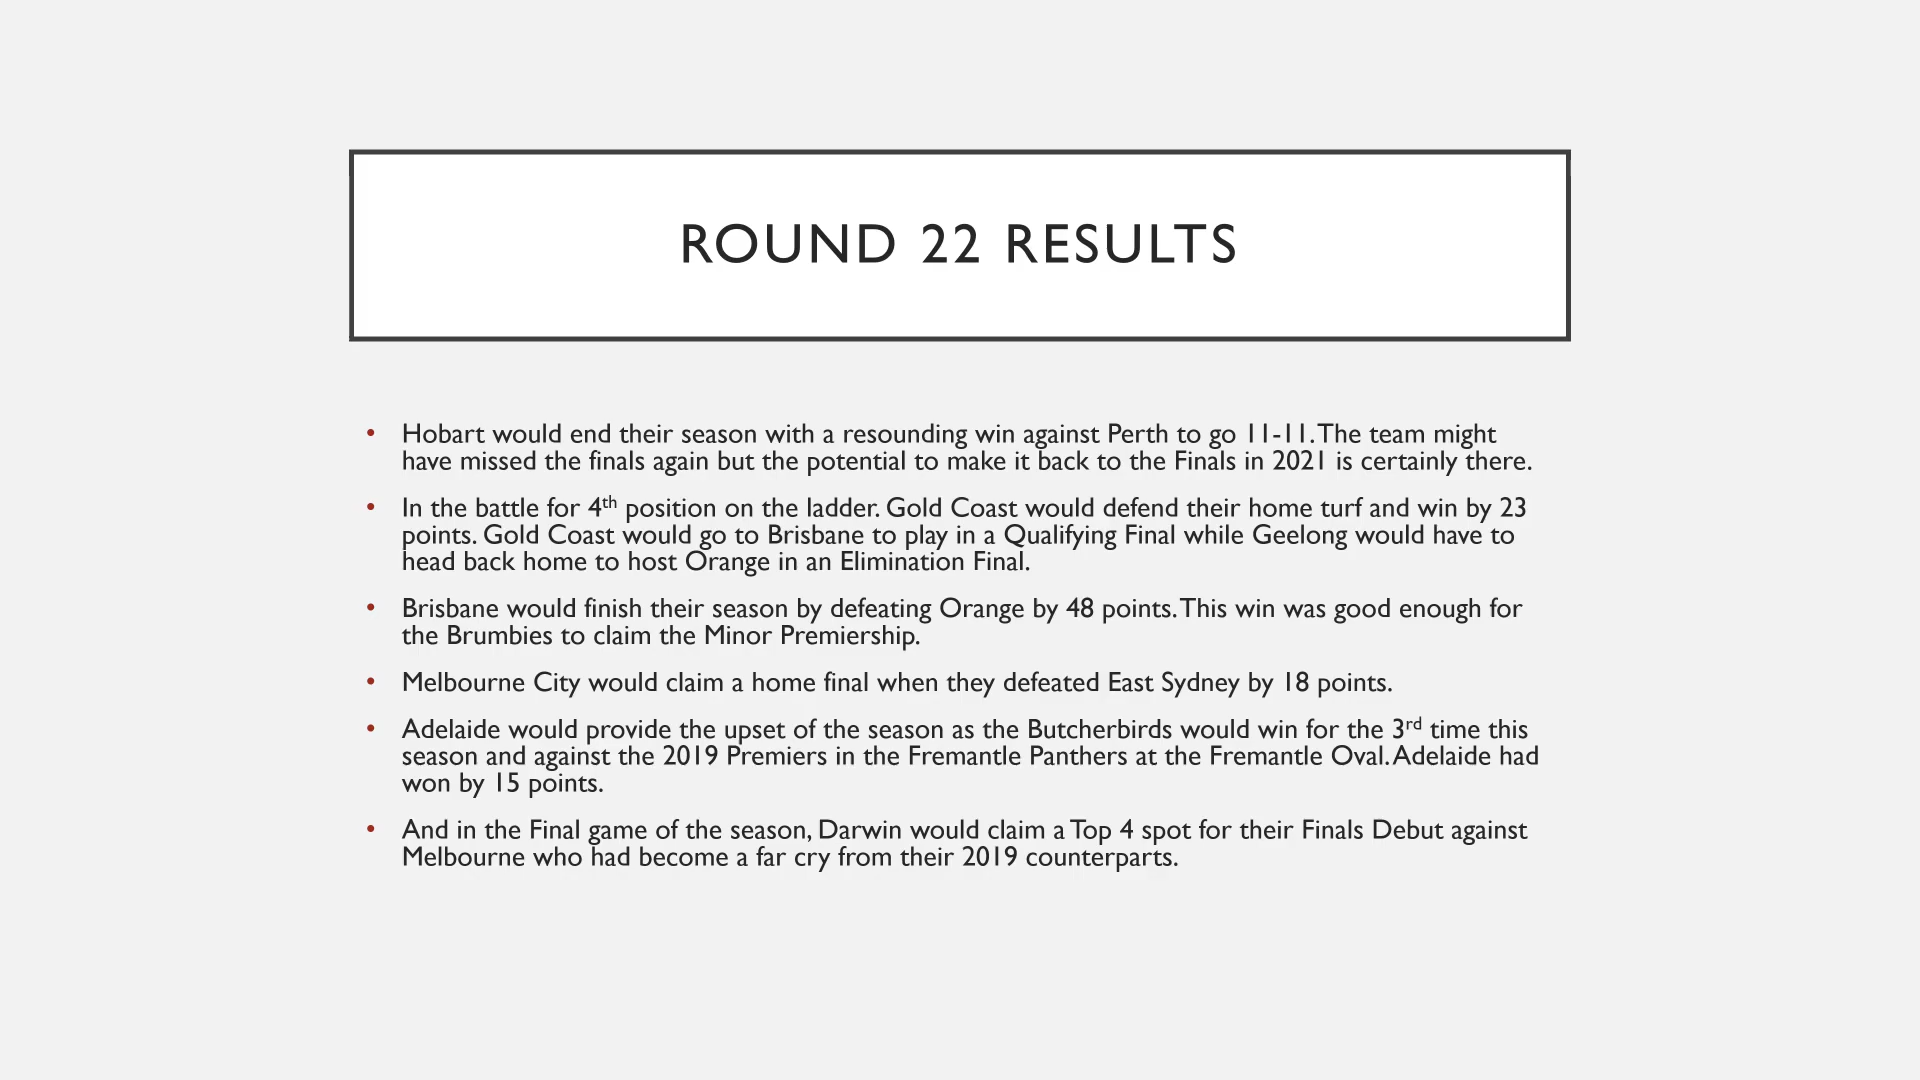 ROUND 22 RESULTS
• Hobart would end their season with a resounding win against Perth to go 11-11. The team might
have missed the finals again but the potential to make it back to the Finals in 2021 is certainly there.
• In the battle for 4th position on the ladder. Gold Coast would defend their home turf and win by 23
points. Gold Coast would go to Brisbane to play in a Qualifying Final while Geelong would have to
head back home to host Orange in an Elimination Final.
• Brisbane would finish their season by defeating Orange by 48 points. This win was good enough for
the Brumbies to claim the Minor Premiership.
• Melbourne City would claim a home final when they defeated East Sydney by 18 points.
• Adelaide would provide the upset of the season as the Butcherbirds would win for the 3rd time this
season and against the 2019 Premiers in the Fremantle Panthers at the Fremantle Oval. Adelaide had
won by 15 points.
• And in the Final game of the season, Darwin would claim a Top 4 spot for their Finals Debut against
Melbourne who had become a far cry from their 2019 counterparts.